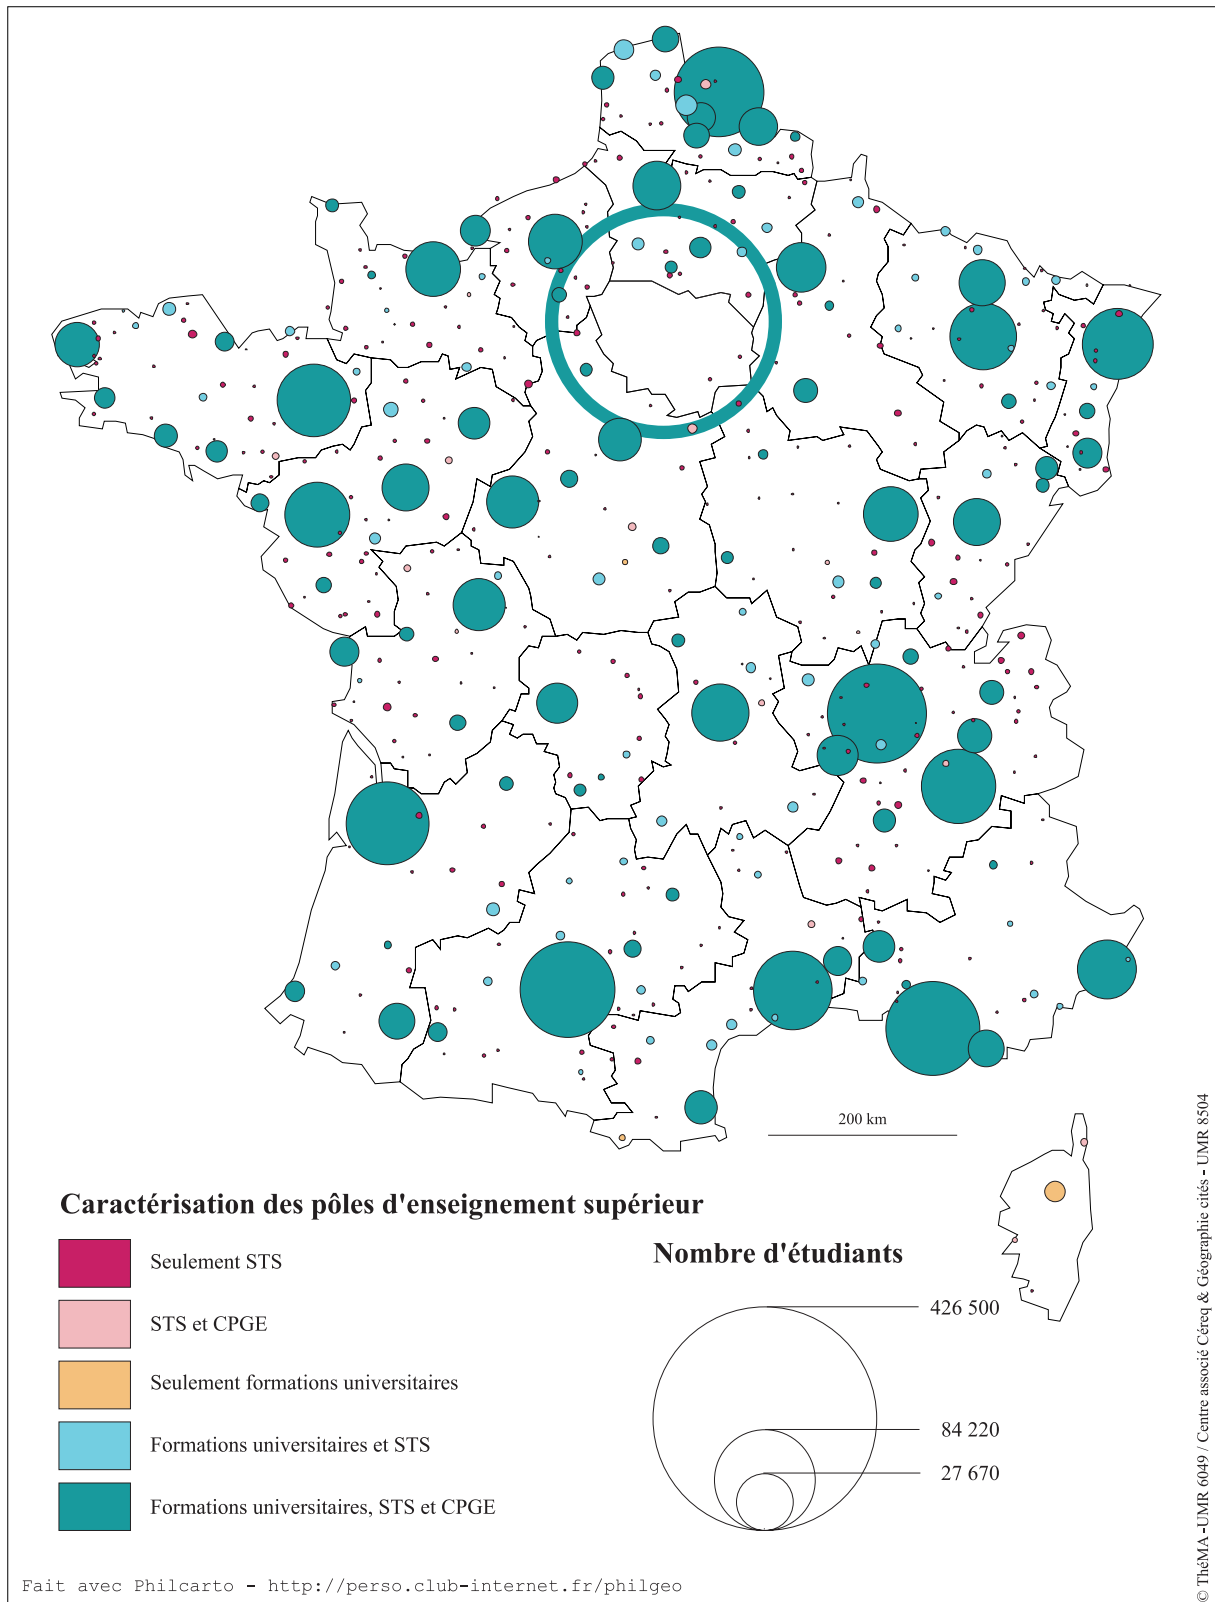 200 km
Caractérisation des pôles d'enseignement supérieur
Seulement STS
STS et CPGE
Seulement formations universitaires
Formations universitaires et STS
Formations universitaires, STS et CPGE
Nombre d'étudiants
426 500
84 220
27 670
Fait avec Philcarto - http://perso.club-internet.fr/philgeo
© ThéMA -UMR 6049 / Centre associé Céreq & Géographie cités - UMR 8504